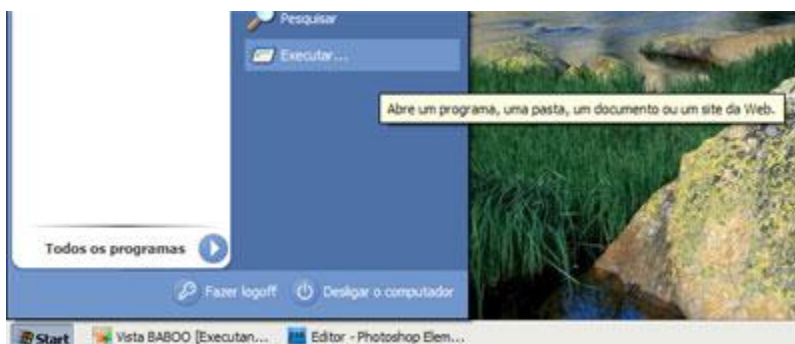 Pesquisar
Executar...
Abre um programa, uma pasta, um documento ou um site da Web.
Todos os programas
Fazer logoff
Desligar o computador
Start
Vista BABOO [Executan...
Editor - Photoshop Elem...